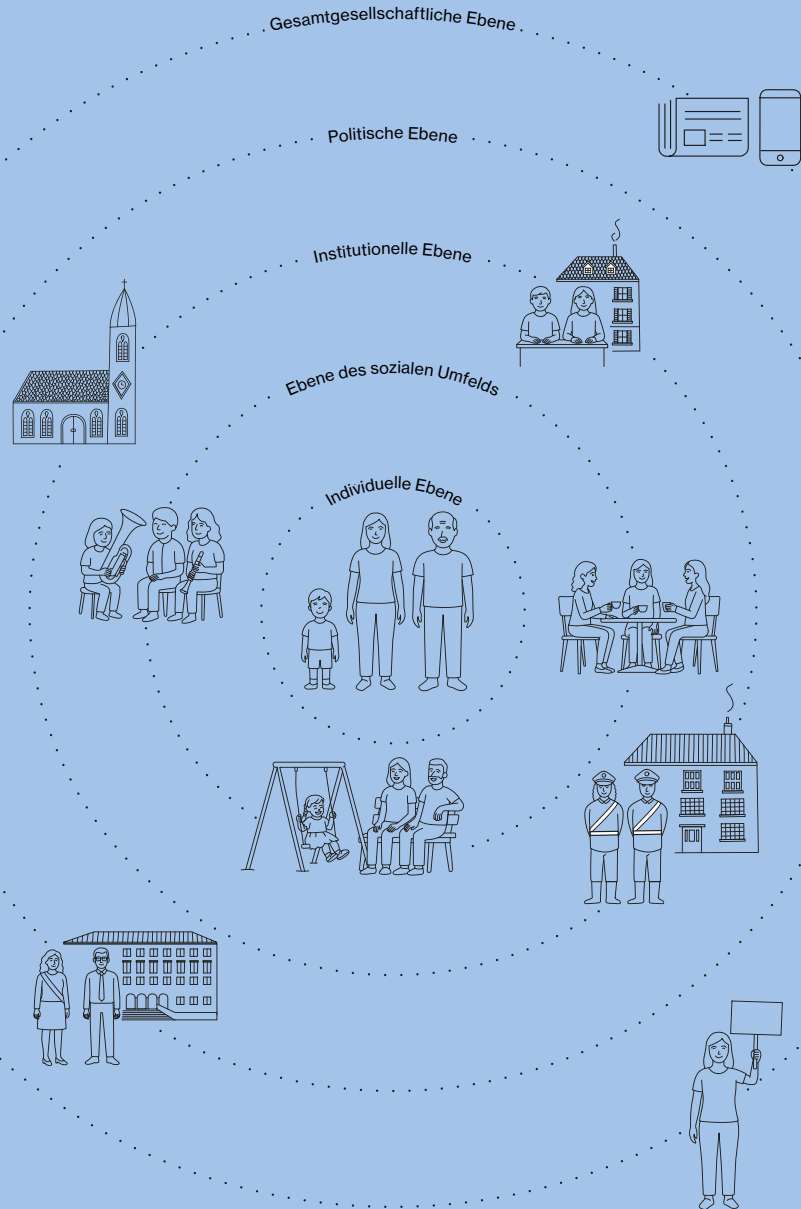 Gesamtgesellschaftliche Ebene
Politische Ebene
Institutionelle Ebene
Ebene des sozialen Umfelds
Individuelle Ebene